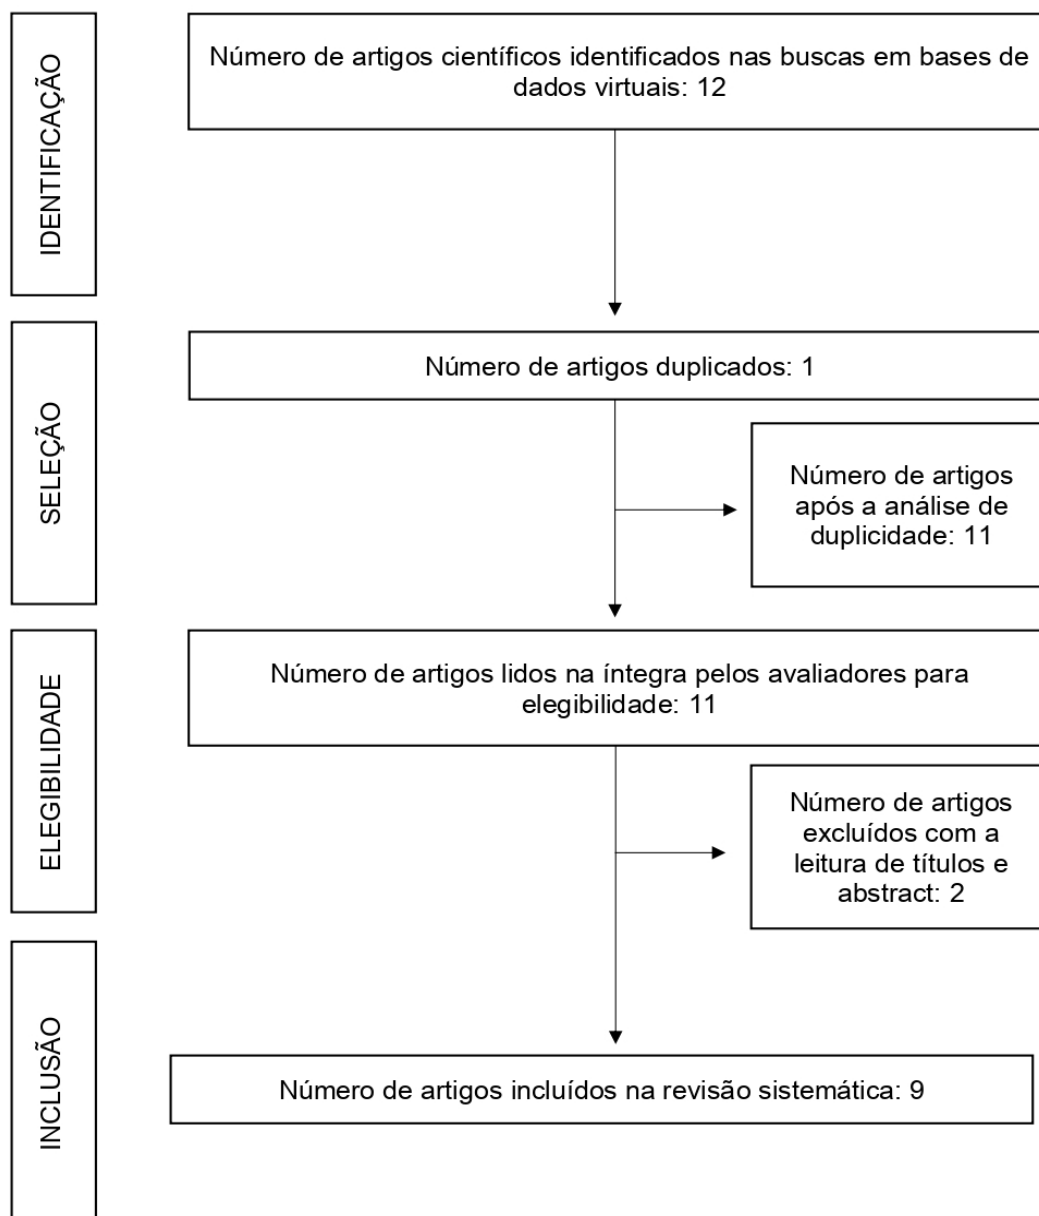 IDENTIFICAÇÃO
Número de artigos científicos identificados nas buscas em bases de
dados virtuais: 12
SELEÇÃO
Número de artigos duplicados: 1
Número de artigos
após a análise de
duplicidade: 11
ELEGIBILIDADE
Número de artigos lidos na íntegra pelos avaliadores para
elegibilidade: 11
Número de artigos
excluídos com a
leitura de títulos e
abstract: 2
INCLUSÃO
Número de artigos incluídos na revisão sistemática: 9